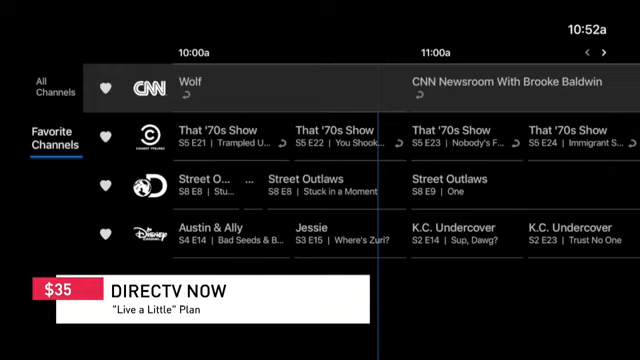 10:52a
10:00a
11:00a
All
Channels
CNN
Wolf
CNN Newsroom With Brooke Baldwin
Favorite
Channels
COMEDY CENTRAL
That '70s Show
S5 E21 | Trampled U...
That '70s Show
S5 E22 | You Shook...
That '70s Show
S5 E23 | Nobody's F...
That '70s Show
S5 E24 | Immigrant S...
D
Street O...
S8 E8 | Stu...
...
Street Outlaws
S8 E8 | Stuck in a Moment
Street Outlaws
S8 E9 | One
Disney
CHANNEL
Austin & Ally
S4 E14 | Bad Seeds & B...
Jessie
S3 E15 | Where's Zuri?
K.C. Undercover
S2 E14 | Sup, Dawg?
K.C. Undercover
S2 E23 | Trust No One
$35
DIRECTV NOW
"Live a Little" Plan